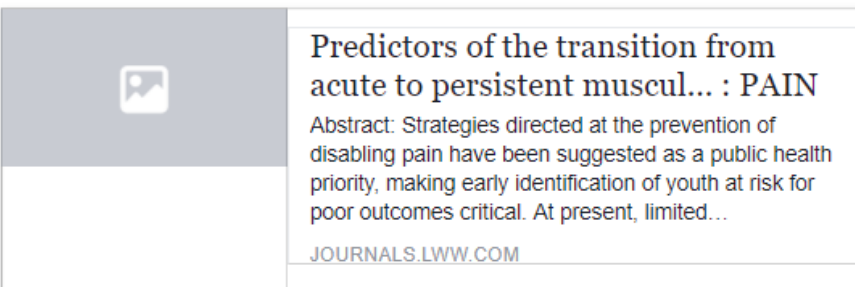 Predictors of the transition from
acute to persistent muscul... : PAIN
Abstract: Strategies directed at the prevention of
disabling pain have been suggested as a public health
priority, making early identification of youth at risk for
poor outcomes critical. At present, limited...
JOURNALS.LWW.COM